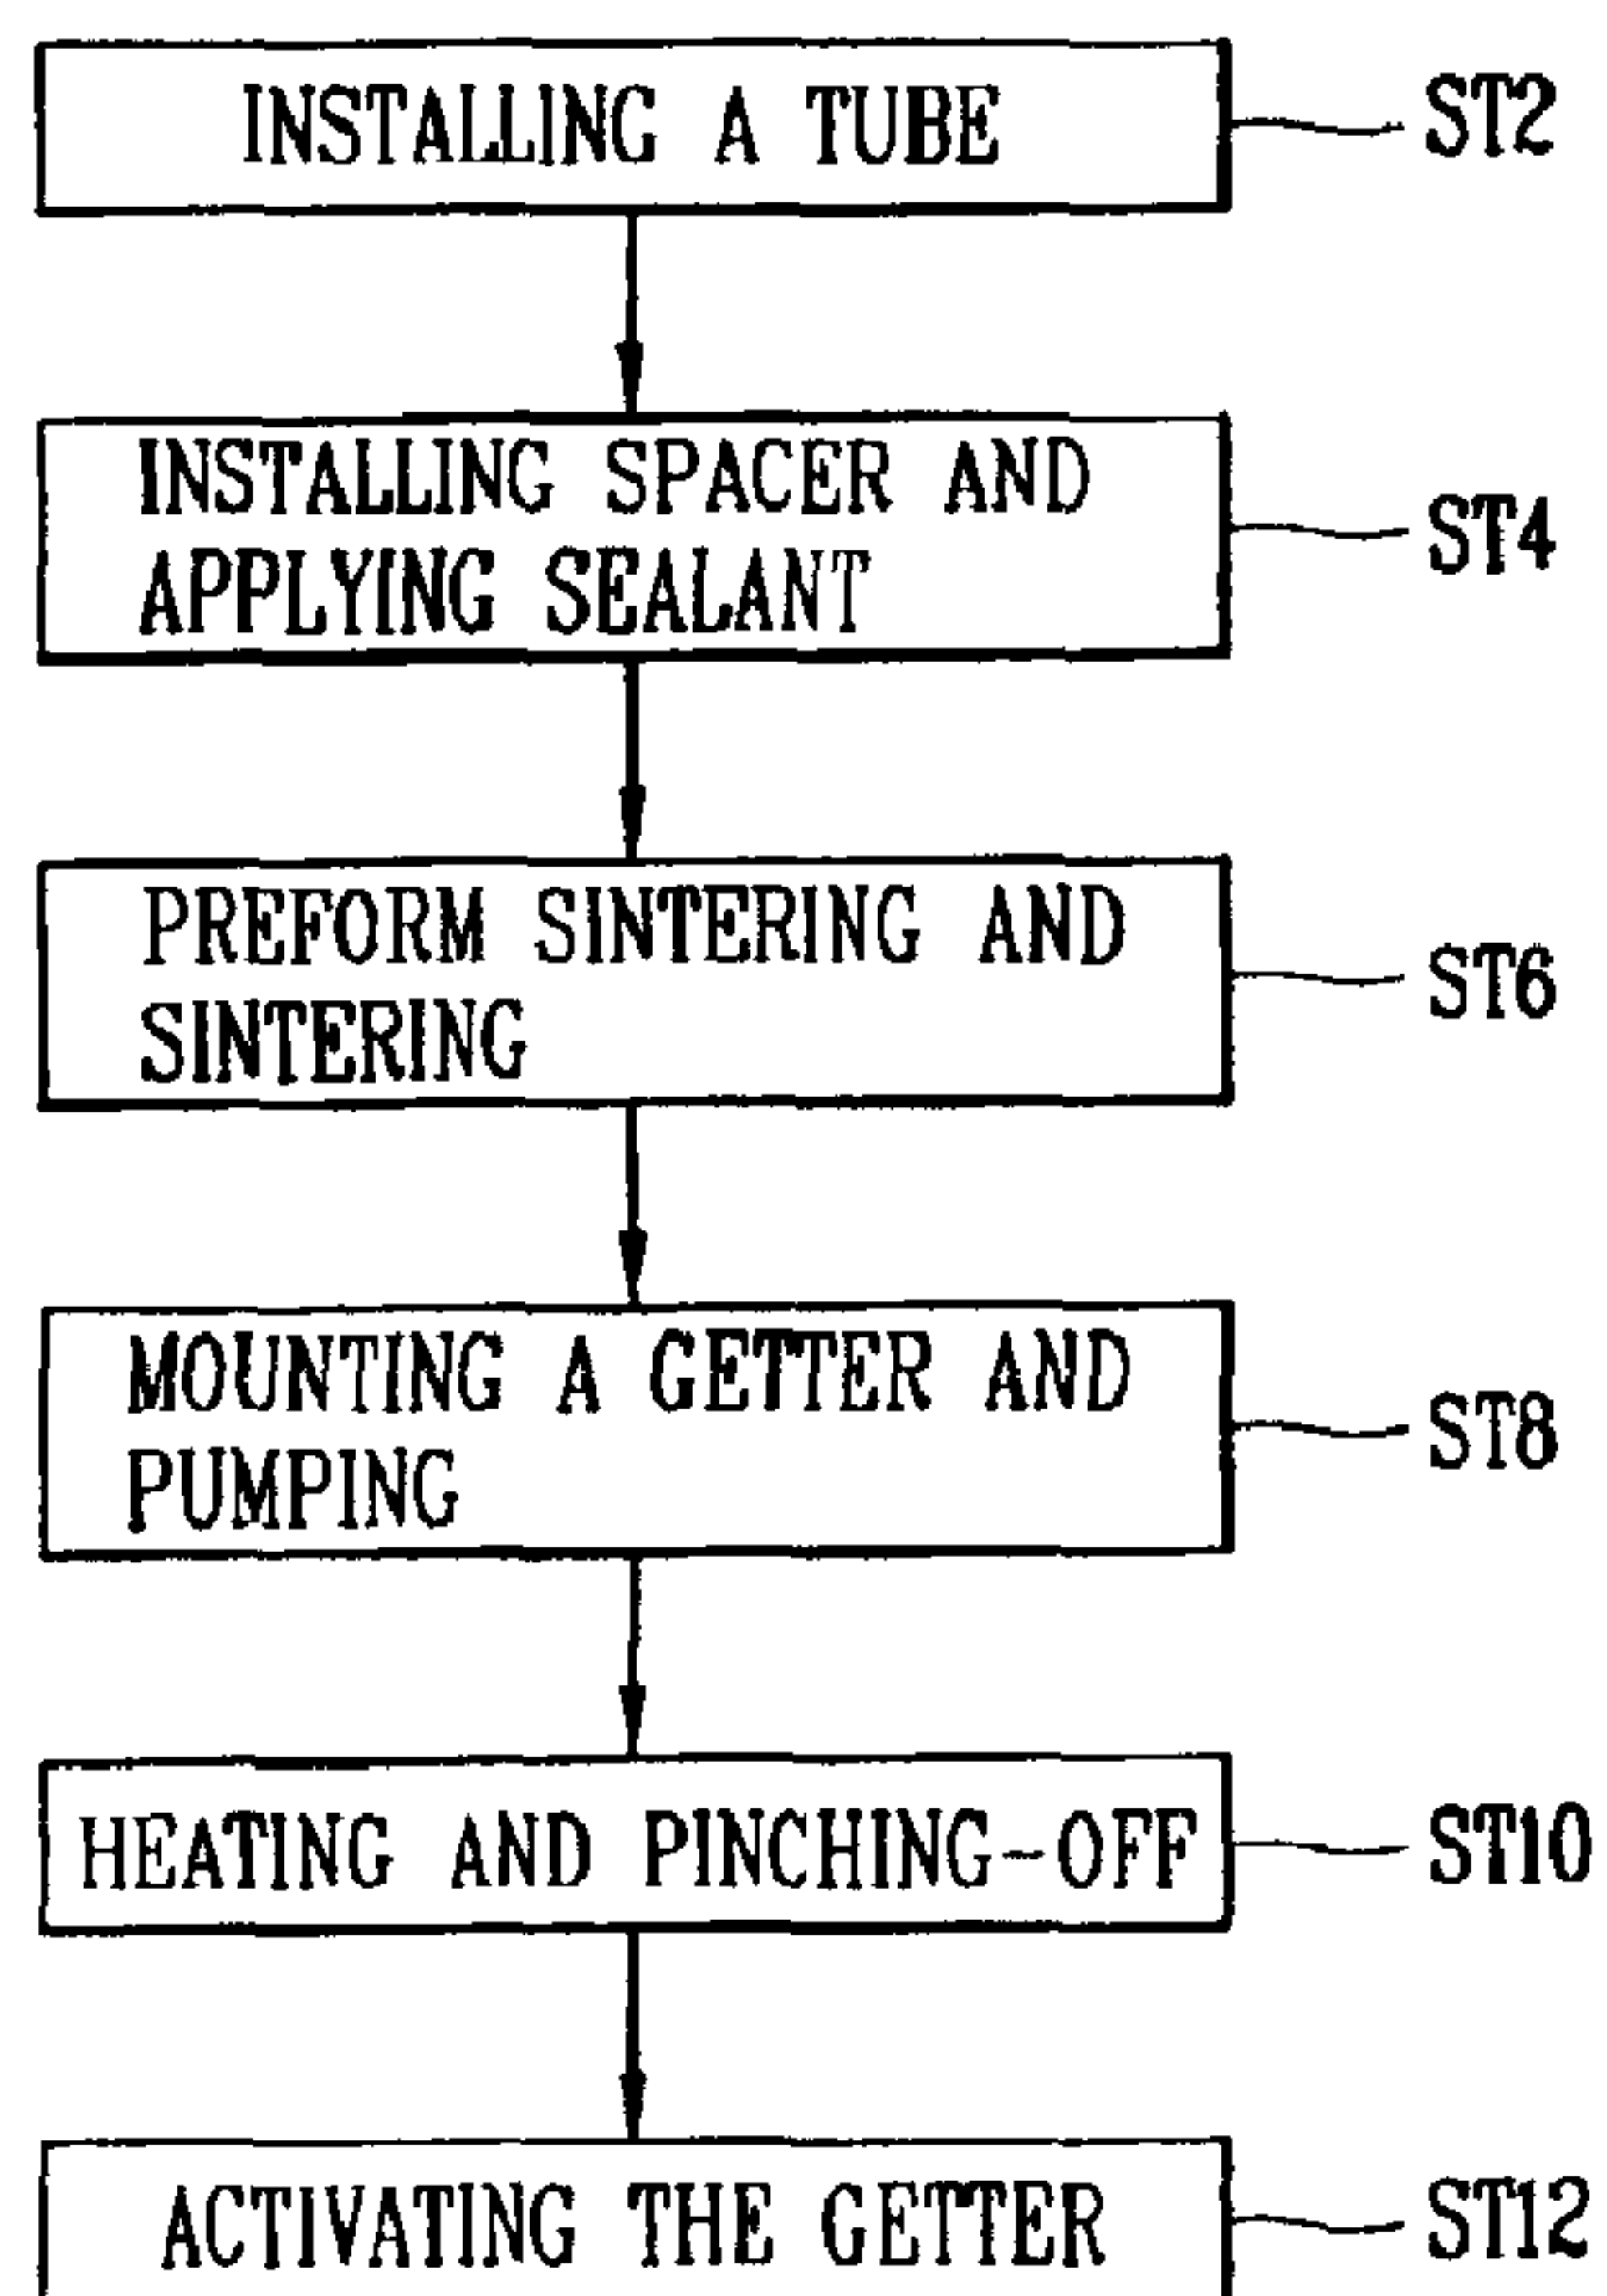 INSTALLING A TUBE
ST2
INSTALLING SPACER AND
APPLYING SEALANT
ST4
PREFORM SINTERING AND
SINTERING
ST6
MOUNTING A GETTER AND
PUMPING
ST8
HEATING AND PINCHING-OFF
ST10
ACTIVATING THE GETTER
ST12